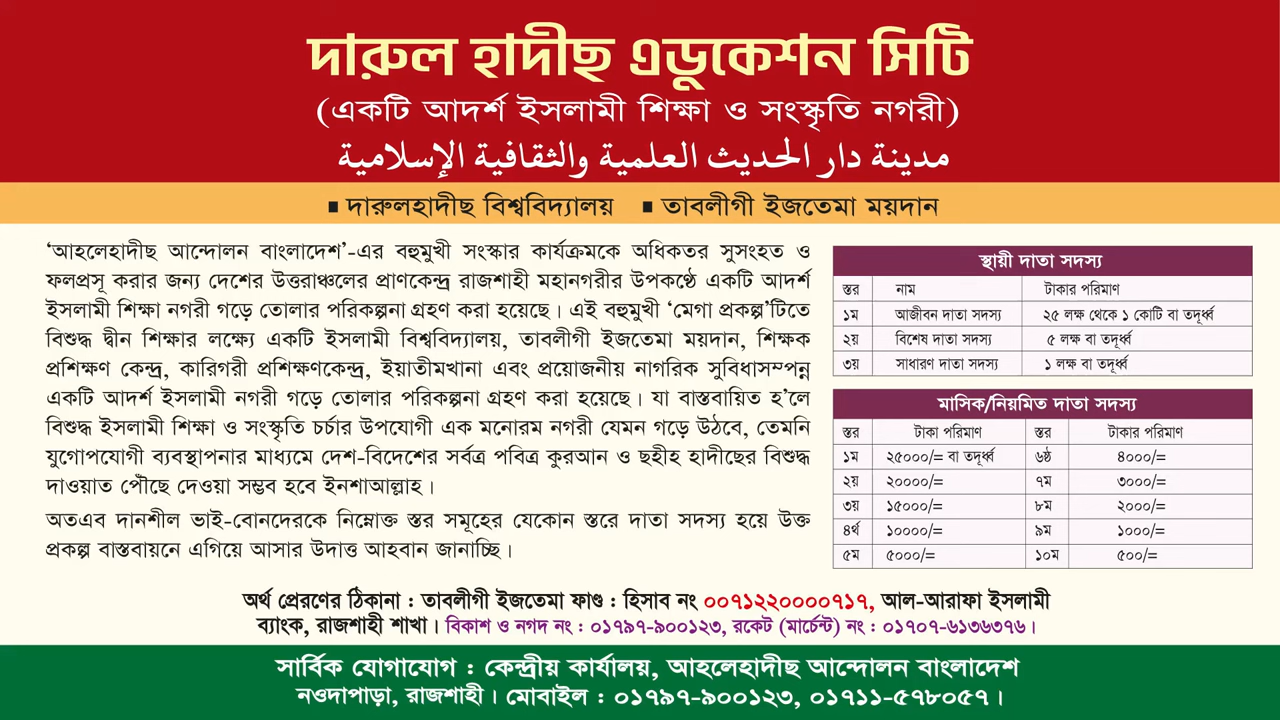 দারুল হাদীছ এডুকেশন সিটি
(একটি আদর্শ ইসলামী শিক্ষা ও সংস্কৃতি নগরী)
مدينة دار الحديث العلمية والثقافية الإسلامية
▪ দারুলহাদীছ বিশ্ববিদ্যালয় ▪ তাবলীগী ইজতেমা ময়দান
‘আহলেহাদীছ আন্দোলন বাংলাদেশ’-এর বহুমুখী সংস্কার কার্যক্রমকে অধিকতর সুসংহত ও
ফলপ্রসূ করার জন্য দেশের উত্তরাঞ্চলের প্রাণকেন্দ্র রাজশাহী মহানগরীর উপকণ্ঠে একটি আদর্শ
ইসলামী শিক্ষা নগরী গড়ে তোলার পরিকল্পনা গ্রহণ করা হয়েছে। এই বহুমুখী ‘মেগা প্রকল্প’টিতে
বিশুদ্ধ দ্বীন শিক্ষার লক্ষ্যে একটি ইসলামী বিশ্ববিদ্যালয়, তাবলীগী ইজতেমা ময়দান, শিক্ষক
প্রশিক্ষণ কেন্দ্র, কারিগরী প্রশিক্ষণকেন্দ্র, ইয়াতীমখানা এবং প্রয়োজনীয় নাগরিক সুবিধাসম্পন্ন
একটি আদর্শ ইসলামী নগরী গড়ে তোলার পরিকল্পনা গ্রহণ করা হয়েছে। যা বাস্তবায়িত হ’লে
বিশুদ্ধ ইসলামী শিক্ষা ও সংস্কৃতি চর্চার উপযোগী এক মনোরম নগরী যেমন গড়ে উঠবে, তেমনি
যুগোপযোগী ব্যবস্থাপনার মাধ্যমে দেশ-বিদেশের সর্বত্র পবিত্র কুরআন ও ছহীহ হাদীছের বিশুদ্ধ
দাওয়াত পৌঁছে দেওয়া সম্ভব হবে ইনশাআল্লাহ।
অতএব দানশীল ভাই-বোনদেরকে নিম্নোক্ত স্তর সমূহের যেকোন স্তরে দাতা সদস্য হয়ে উক্ত
প্রকল্প বাস্তবায়নে এগিয়ে আসার উদাত্ত আহবান জানাচ্ছি।
স্থায়ী দাতা সদস্য
স্তর নাম টাকার পরিমাণ
১ম আজীবন দাতা সদস্য ২৫ লক্ষ থেকে ১ কোটি বা তদূর্ধ্ব
২য় বিশেষ দাতা সদস্য ৫ লক্ষ বা তদূর্ধ্ব
৩য় সাধারণ দাতা সদস্য ১ লক্ষ বা তদূর্ধ্ব
মাসিক/নিয়মিত দাতা সদস্য
স্তর টাকা পরিমাণ স্তর টাকার পরিমাণ
১ম ২৫০০০/= বা তদূর্ধ্ব ৬ষ্ঠ ৪০০০/=
২য় ২০০০০/= ৭ম ৩০০০/=
৩য় ১৫০০০/= ৮ম ২০০০/=
৪র্থ ১০০০০/= ৯ম ১০০০/=
৫ম ৫০০০/= ১০ম ৫০০/=
অর্থ প্রেরণের ঠিকানা : তাবলীগী ইজতেমা ফাণ্ড : হিসাব নং ০০৭১২২০০০০৭১৭, আল-আরাফা ইসলামী
ব্যাংক, রাজশাহী শাখা। বিকাশ ও নগদ নং : ০১৭৯৭-৯০০১২৩, রকেট (মার্চেন্ট) নং : ০১৭০৭-৬১৩৬৩৭৬।
সার্বিক যোগাযোগ : কেন্দ্রীয় কার্যালয়, আহলেহাদীছ আন্দোলন বাংলাদেশ
নওদাপাড়া, রাজশাহী। মোবাইল : ০১৭৯৭-৯০০১২৩, ০১৭১১-৫৭৮০৫৭।